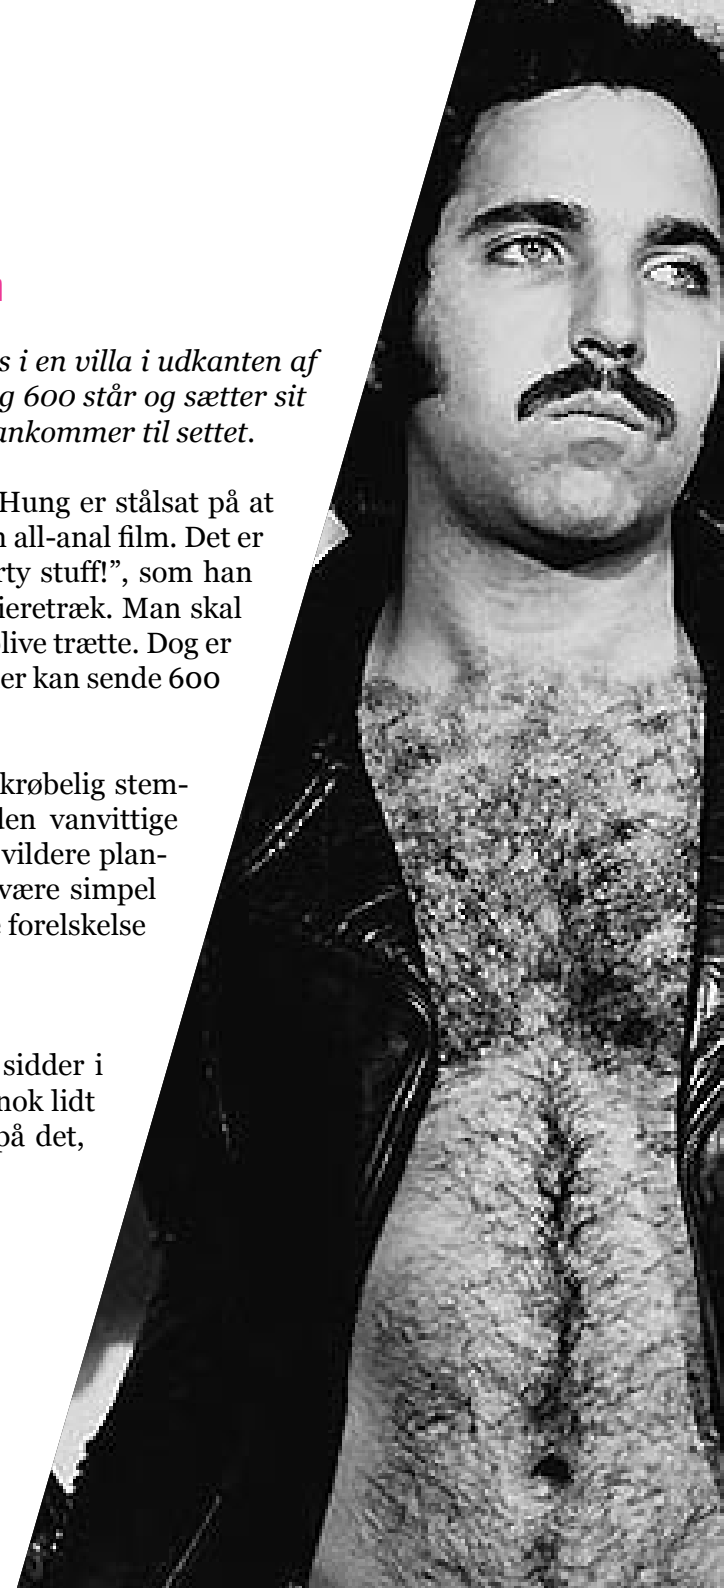 s i en villa i udkanten af
g 600 står og sætter sit
ankommer til settet.
Hung er stålsat på at
n all-anal film. Det er
rty stuff!”, som han
ieretræk. Man skal
live trætte. Dog er
er kan sende 600
krøbelig stem-
len vanvittige
vildere plan-
være simpel
forelskelse
sidder i
nok lidt
på det,